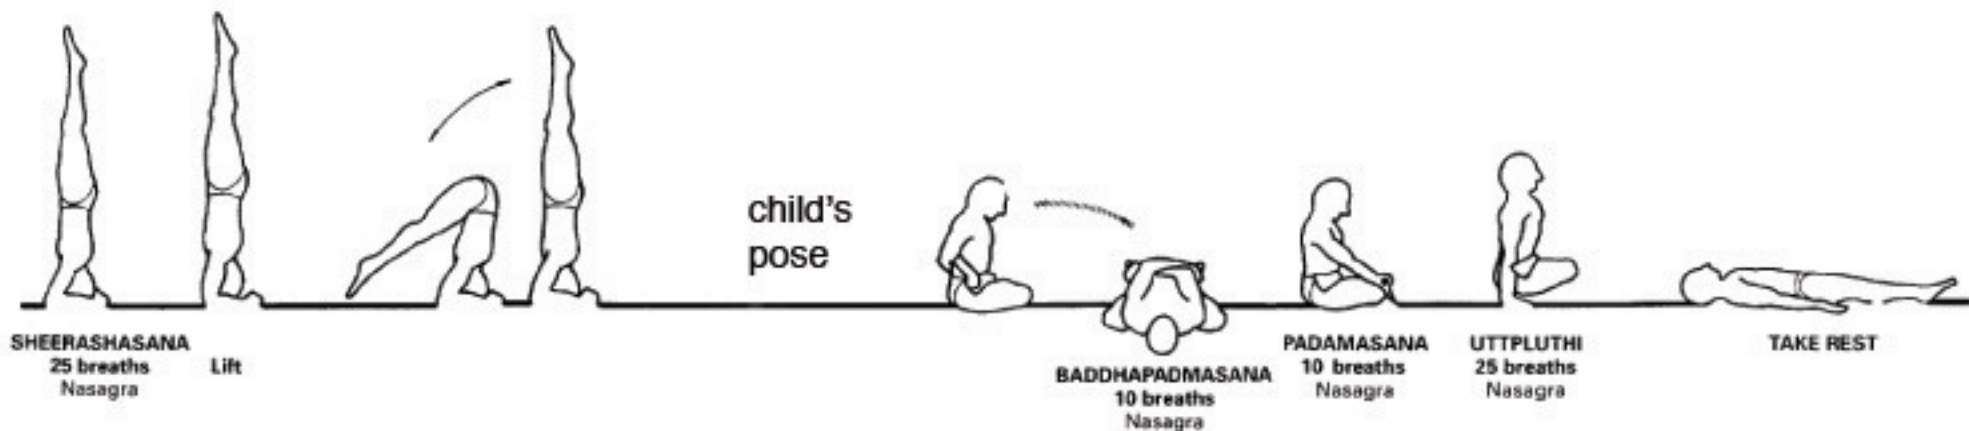 child's
pose
SHEERASHASANA
25 breaths
Nasagra
Lift
BADDHAPADMASANA
10 breaths
Nasagra
PADAMASANA
10 breaths
Nasagra
UTTPLUTHI
25 breaths
Nasagra
TAKE REST